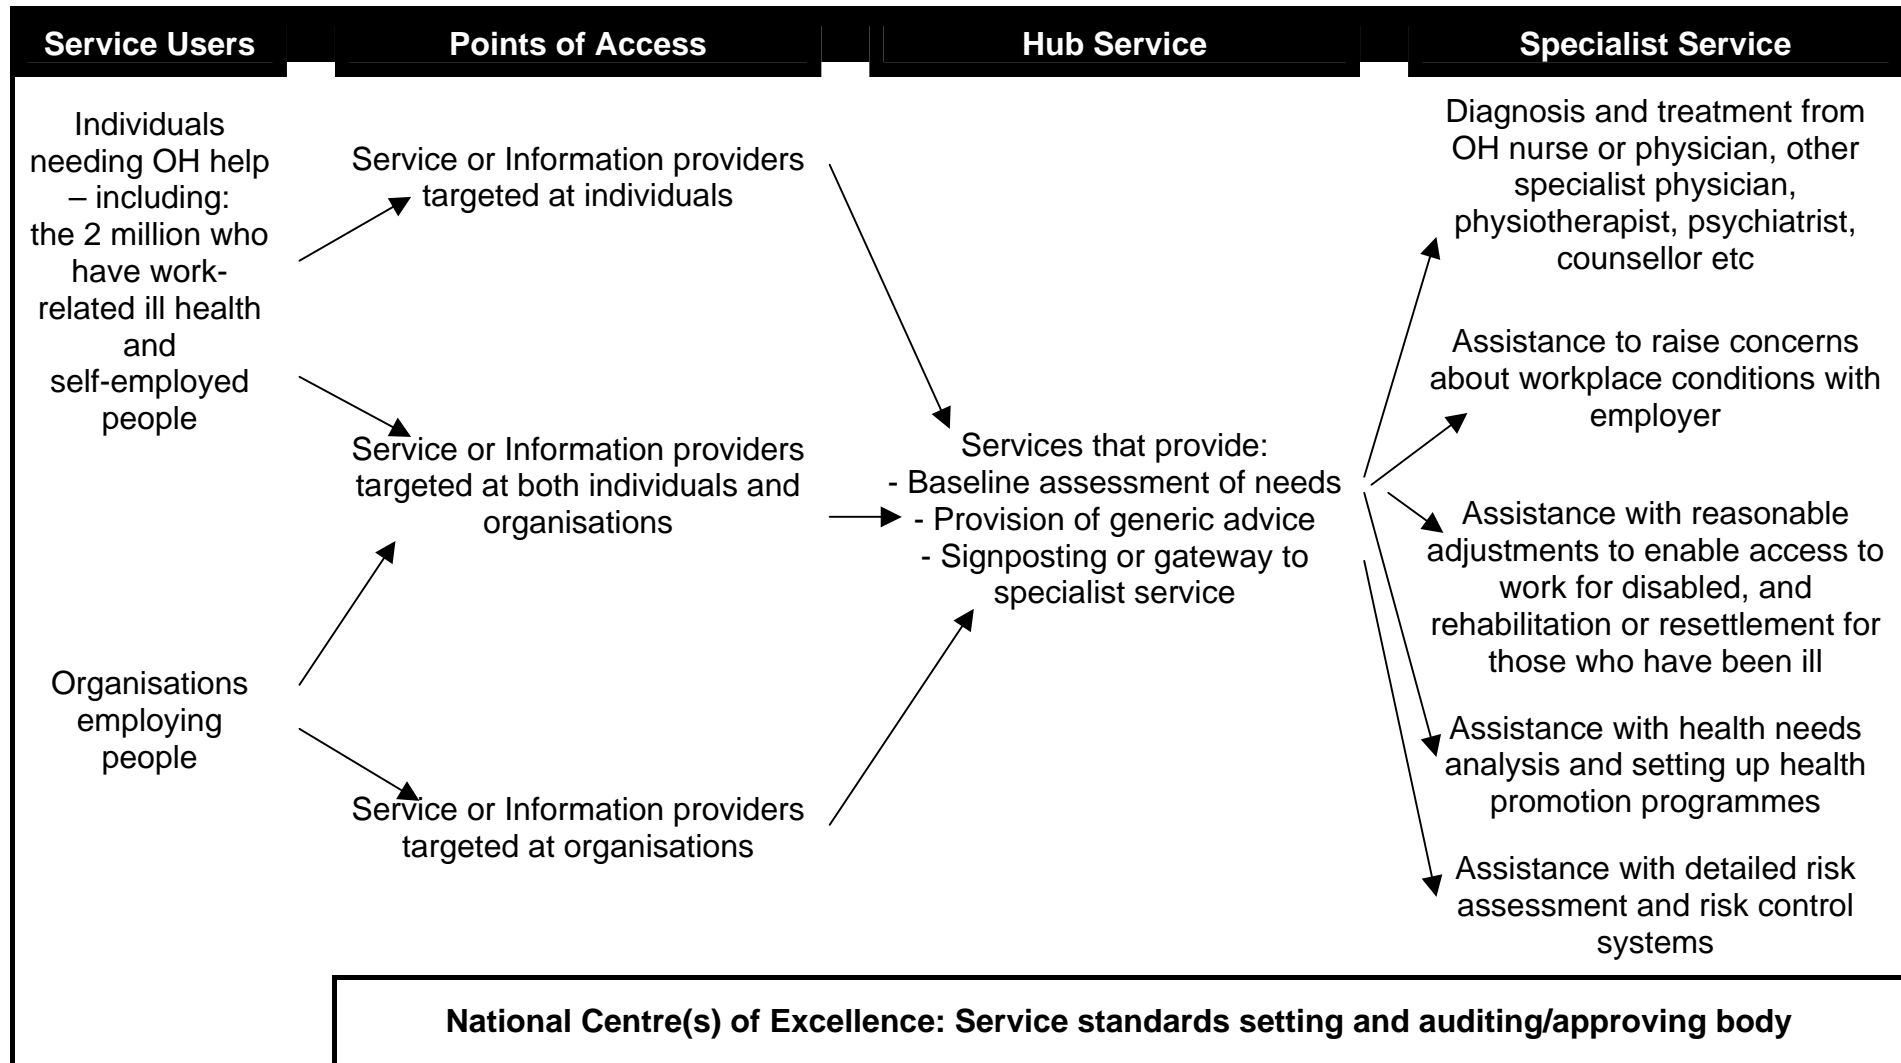 Service Users
Points of Access
Hub Service
Specialist Service
Individuals
needing OH help
– including:
the 2 million who
have work-
related ill health
and
self-employed
people
Organisations
employing
people
Service or Information providers
targeted at individuals
Service or Information providers
targeted at both individuals and
organisations
Service or Information providers
targeted at organisations
Services that provide:
- Baseline assessment of needs
- Provision of generic advice
- Signposting or gateway to
specialist service
Diagnosis and treatment from
OH nurse or physician, other
specialist physician,
physiotherapist, psychiatrist,
counsellor etc
Assistance to raise concerns
about workplace conditions with
employer
Assistance with reasonable
adjustments to enable access to
work for disabled, and
rehabilitation or resettlement for
those who have been ill
Assistance with health needs
analysis and setting up health
promotion programmes
Assistance with detailed risk
assessment and risk control
systems
National Centre(s) of Excellence: Service standards setting and auditing/approving body